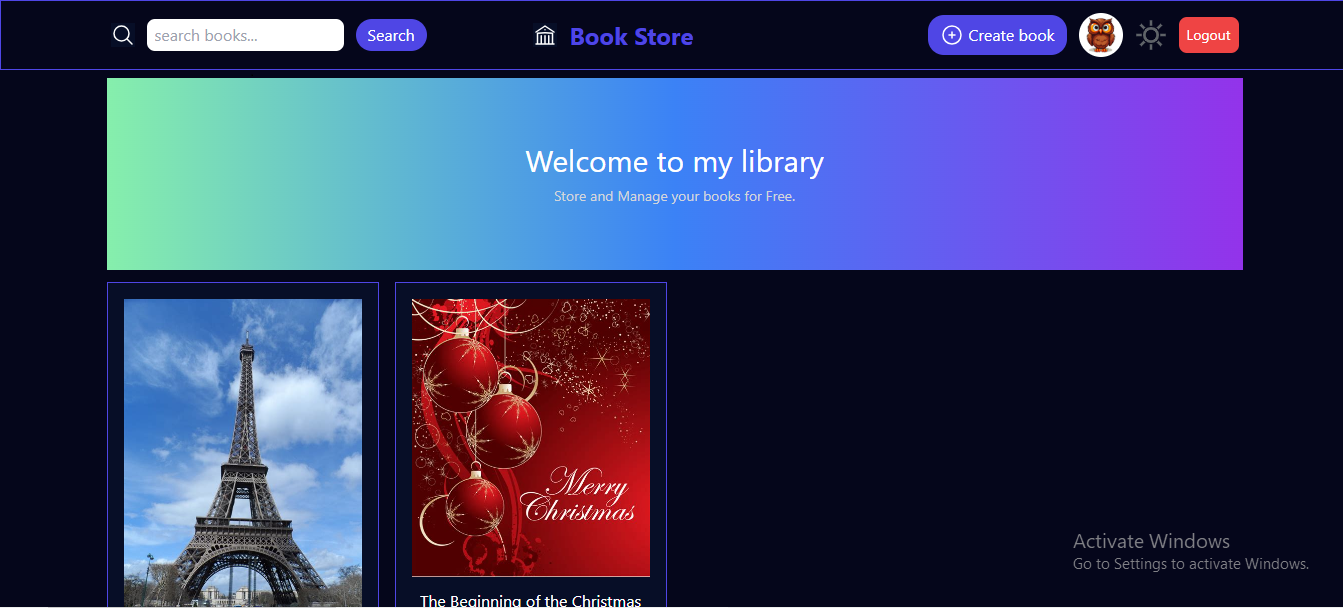 search books...
Search
Book Store
Create book
Logout
Welcome to my library
Store and Manage your books for Free.
Merry
Christmas
Activate Windows
Go to Settings to activate Windows.
The Beginning of the Christmas